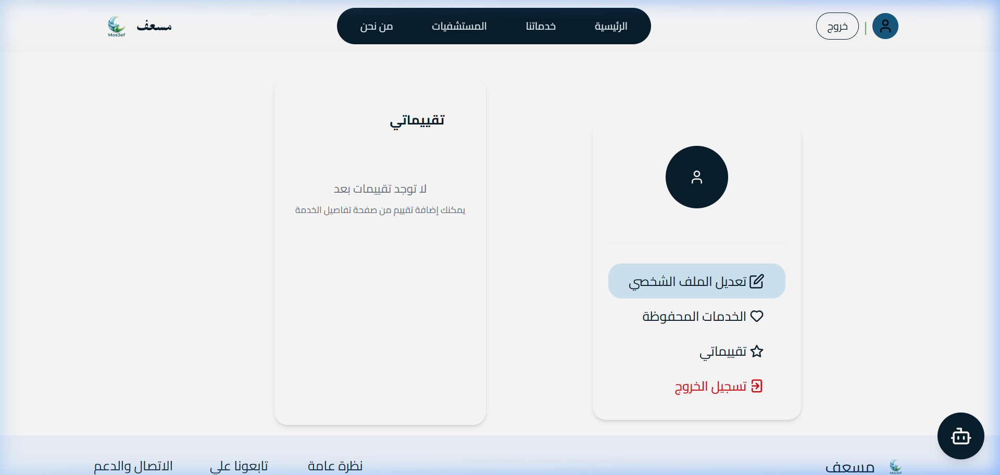 خروج
|
الرئيسية
خدماتنا
المستشفيات
من نحن
مسعف
Mos3ef
تعديل الملف الشخصي
الخدمات المحفوظة
تقييماتي
تسجيل الخروج
تقييماتي
لا توجد تقييمات بعد
يمكنك إضافة تقييم من صفحة تفاصيل الخدمة
مسعف
Mos3ef
نظرة عامة
تابعونا علي
الاتصال والدعم